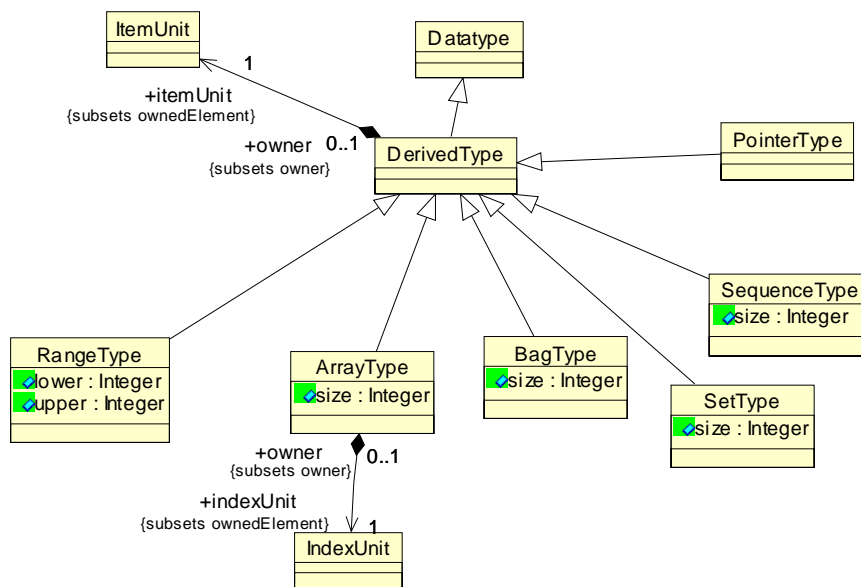 ItemUnit
Datatype
1
+itemUnit
{subsets ownedElement}
+owner
0..1
{subsets owner}
DerivedType
PointerType
SequenceType
size : Integer
RangeType
lower : Integer
upper : Integer
ArrayType
size : Integer
BagType
size : Integer
SetType
size : Integer
+owner
0..1
{subsets owner}
+indexUnit
{subsets ownedElement}
1
IndexUnit